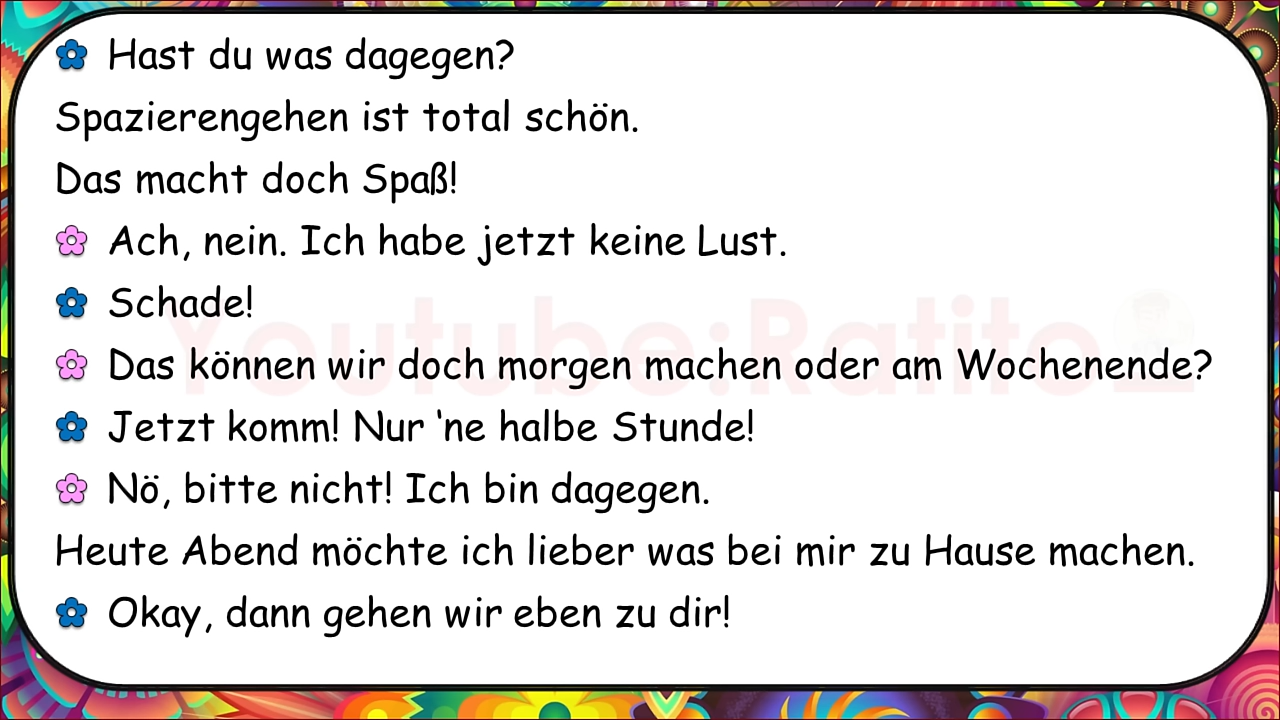 Hast du was dagegen?
Spazierengehen ist total schön.
Das macht doch Spaß!
Ach, nein. Ich habe jetzt keine Lust.
Schade!
Youtube:Ratito
Das können wir doch morgen machen oder am Wochenende?
Jetzt komm! Nur ‘ne halbe Stunde!
Nö, bitte nicht! Ich bin dagegen.
Heute Abend möchte ich lieber was bei mir zu Hause machen.
Okay, dann gehen wir eben zu dir!